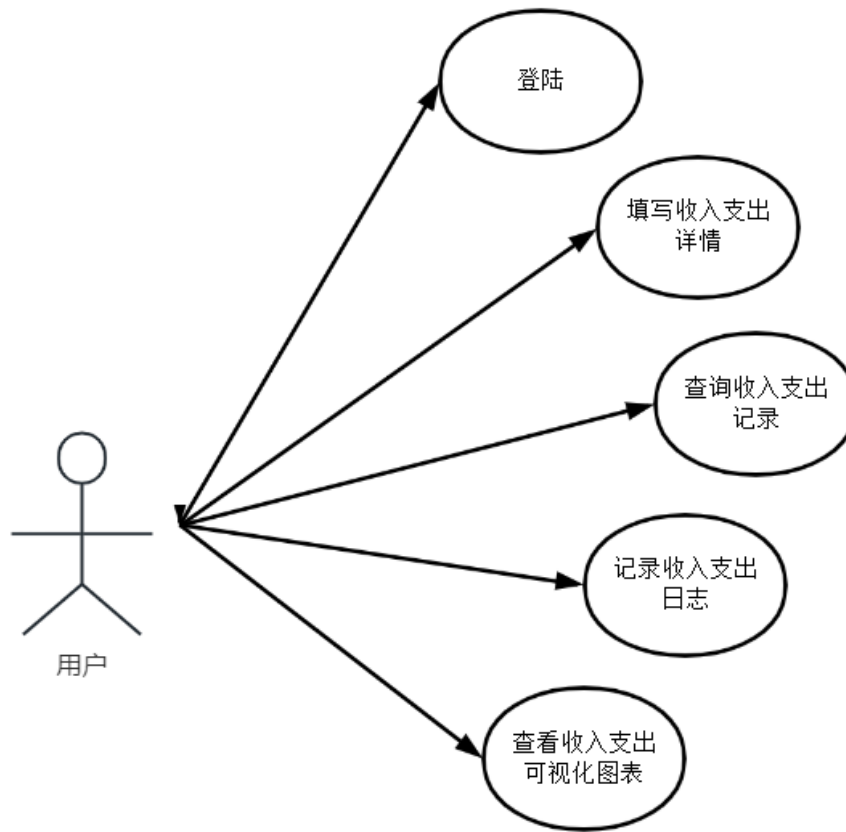 登陆
填写收入支出
详情
查询收入支出
记录
记录收入支出
日志
用户
查看收入支出
可视化图表